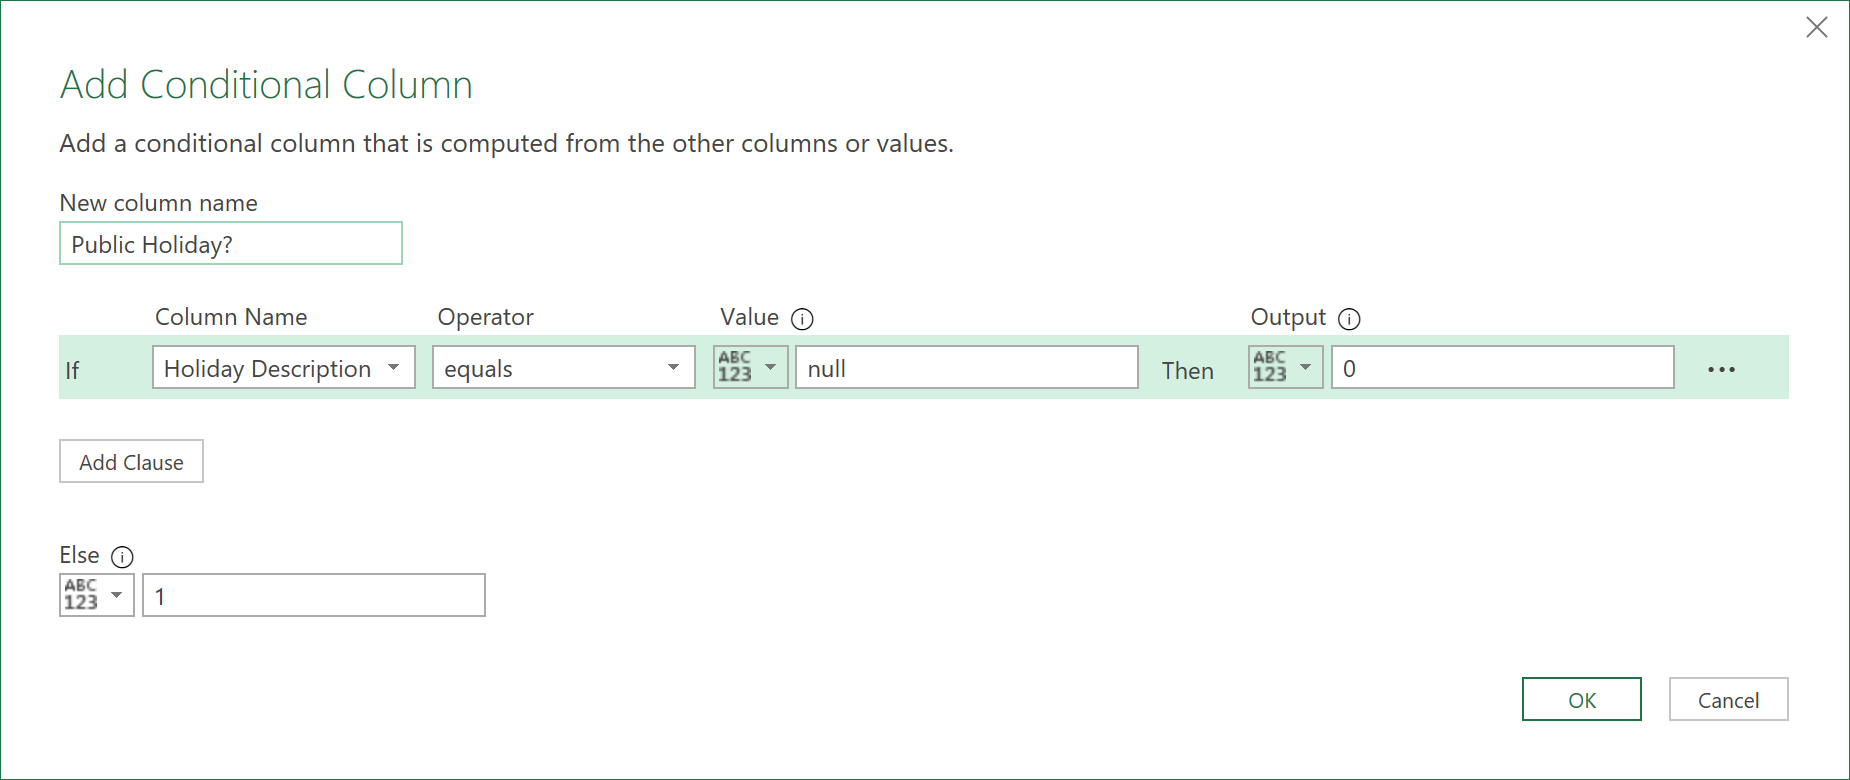 Add Conditional Column
Add a conditional column that is computed from the other columns or values.
New column name
Public Holiday?
Column Name Operator Value Output
If Holiday Description equals ABC 123 null Then ABC 123 0 ...
Add Clause
Else
ABC 123 1
OK Cancel